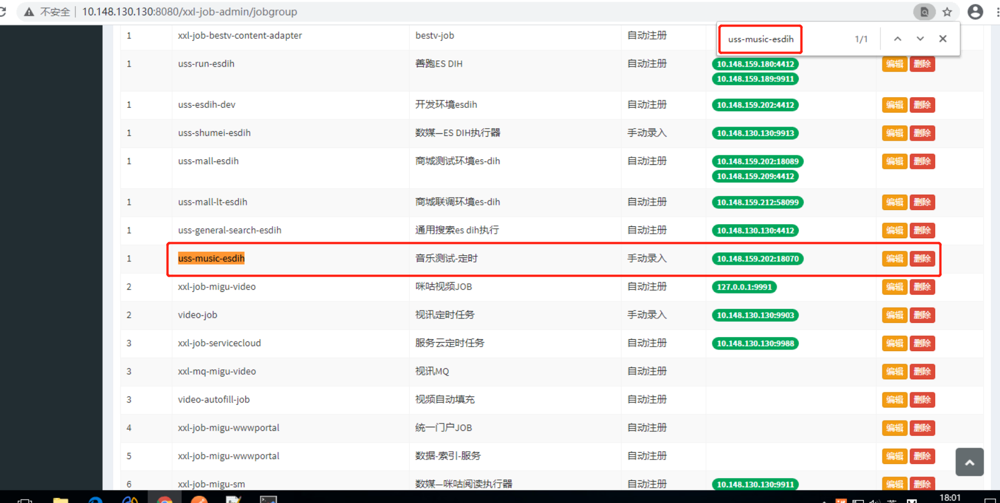 不安全 10.148.130.130:8080/xxl-job-admin/jobgroup
uss-music-esdih 1/1
1 xxl-job-bestv-content-adapter bestv-job 自动注册
1 uss-run-esdih 善跑ES DIH 自动注册 10.148.159.180:4412 编辑 删除
10.148.159.189:9911
1 uss-esdih-dev 开发环境esdih 自动注册 10.148.159.202:4412 编辑 删除
1 uss-shumei-esdih 数媒—ES DIH执行器 手动录入 10.148.130.130:9913 编辑 删除
1 uss-mall-esdih 商城测试环境es-dih 自动注册 10.148.159.202:18089 编辑 删除
10.148.159.209:4412
1 uss-mall-lt-esdih 商城联调环境es-dih 自动注册 10.148.159.212:58099 编辑 删除
1 uss-general-search-esdih 通用搜索es dih执行 自动注册 10.148.130.130:4412 编辑 删除
1 uss-music-esdih 音乐测试-定时 手动录入 10.148.159.202:18070 编辑 删除
2 xxl-job-migu-video 咪咕视频JOB 自动注册 127.0.0.1:9991 编辑 删除
2 video-job 视讯定时任务 手动录入 10.148.130.130:9903 编辑 删除
3 xxl-job-servicecloud 服务云定时任务 自动注册 10.148.130.130:9988 编辑 删除
3 xxl-mq-migu-video 视讯MQ 自动注册 编辑 删除
3 video-autofill-job 视频自动填充 自动注册 编辑 删除
4 xxl-job-migu-wwwportal 统一门户JOB 自动注册 编辑 删除
5 xxl-job-migu-wwwportal 数据-索引-服务 自动注册 编辑 删除
6 xxl-job-migu-sm 数媒—咪咕阅读执行器 自动注册 10.148.130.130:9911 编辑 删除
英 18:01